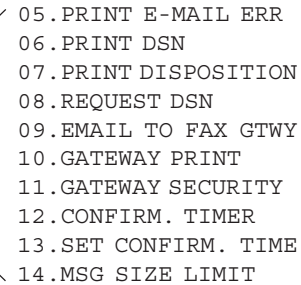 05.PRINT E-MAIL ERR
06.PRINT DSN
07.PRINT DISPOSITION
08.REQUEST DSN
09.EMAIL TO FAX GTWY
10.GATEWAY PRINT
11.GATEWAY SECURITY
12.CONFIRM. TIMER
13.SET CONFIRM. TIME
14.MSG SIZE LIMIT